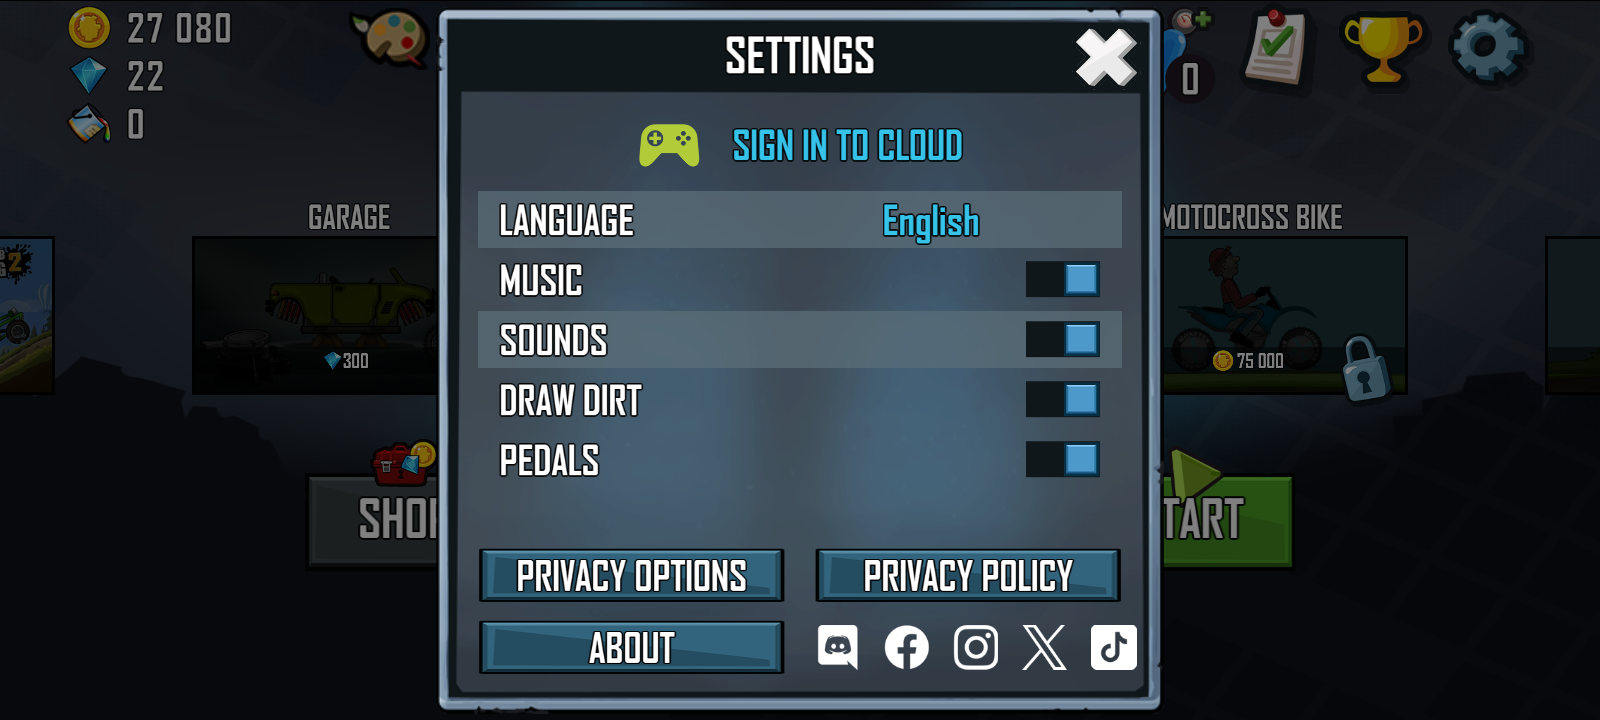 27 080
22
0
SETTINGS
0
SIGN IN TO CLOUD
GARAGE
LANGUAGE
English
MOTOCROSS BIKE
MUSIC
SOUNDS
300
75 000
DRAW DIRT
PEDALS
SHOP
START
PRIVACY OPTIONS
PRIVACY POLICY
ABOUT